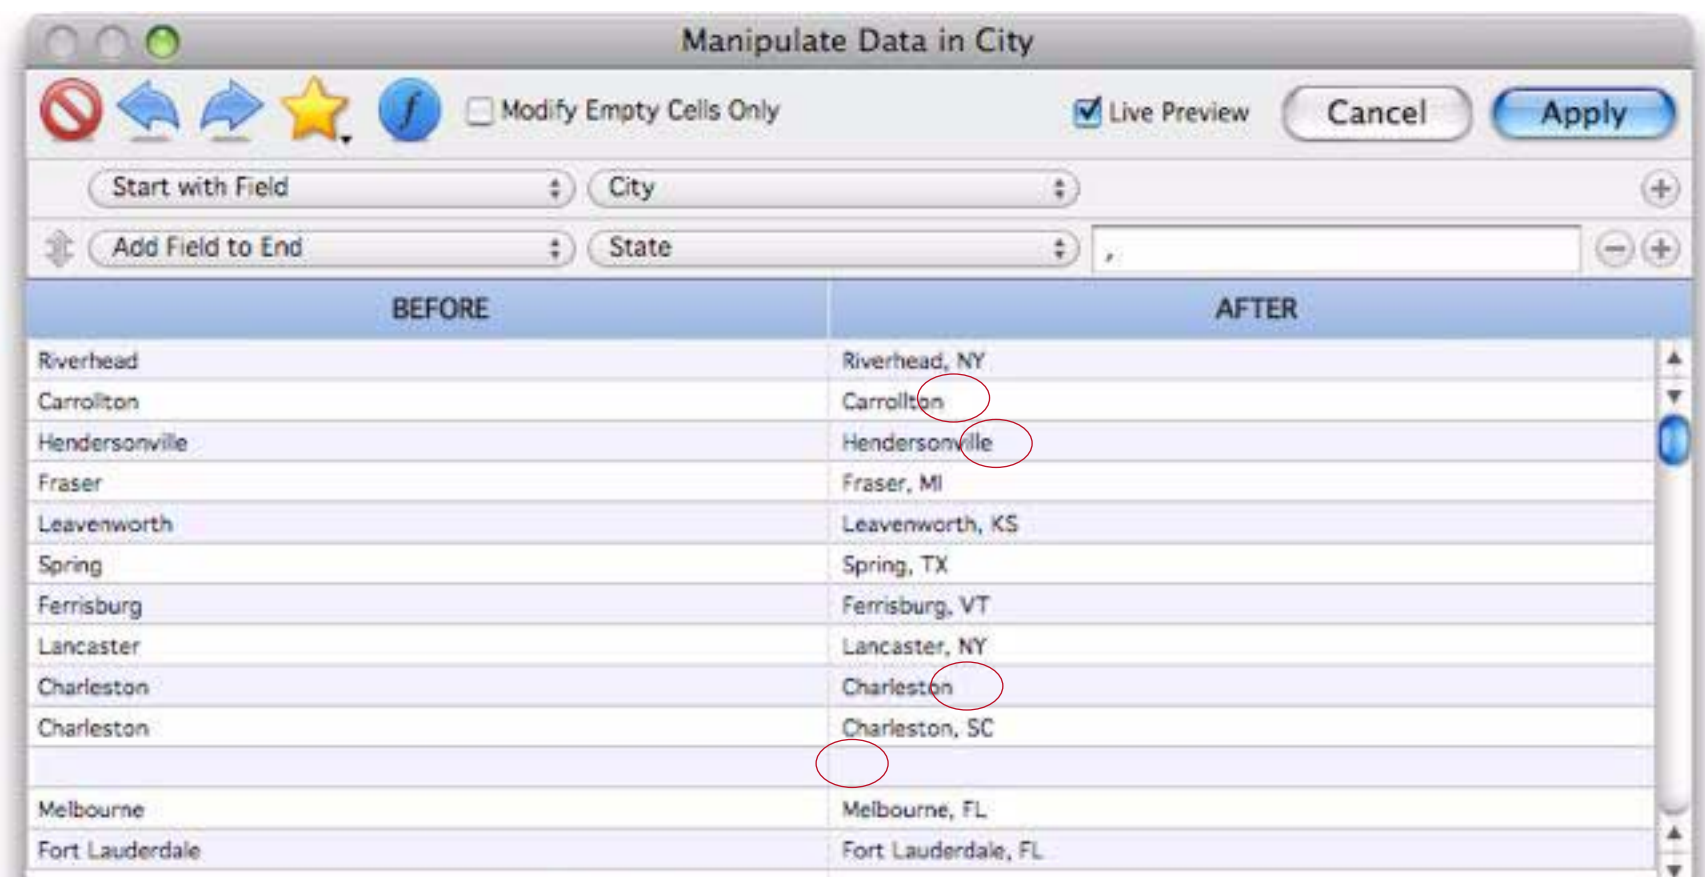 Manipulate Data in City
Modify Empty Cells Only Live Preview Cancel Apply
Start with Field City
Add Field to End State ,
BEFORE AFTER
Riverhead Riverhead, NY
Carrollton Carrollton
Hendersonville Hendersonville
Fraser Fraser, MI
Leavenworth Leavenworth, KS
Spring Spring, TX
Ferrisburg Ferrisburg, VT
Lancaster Lancaster, NY
Charleston Charleston
Charleston Charleston, SC
Melbourne Melbourne, FL
Fort Lauderdale Fort Lauderdale, FL